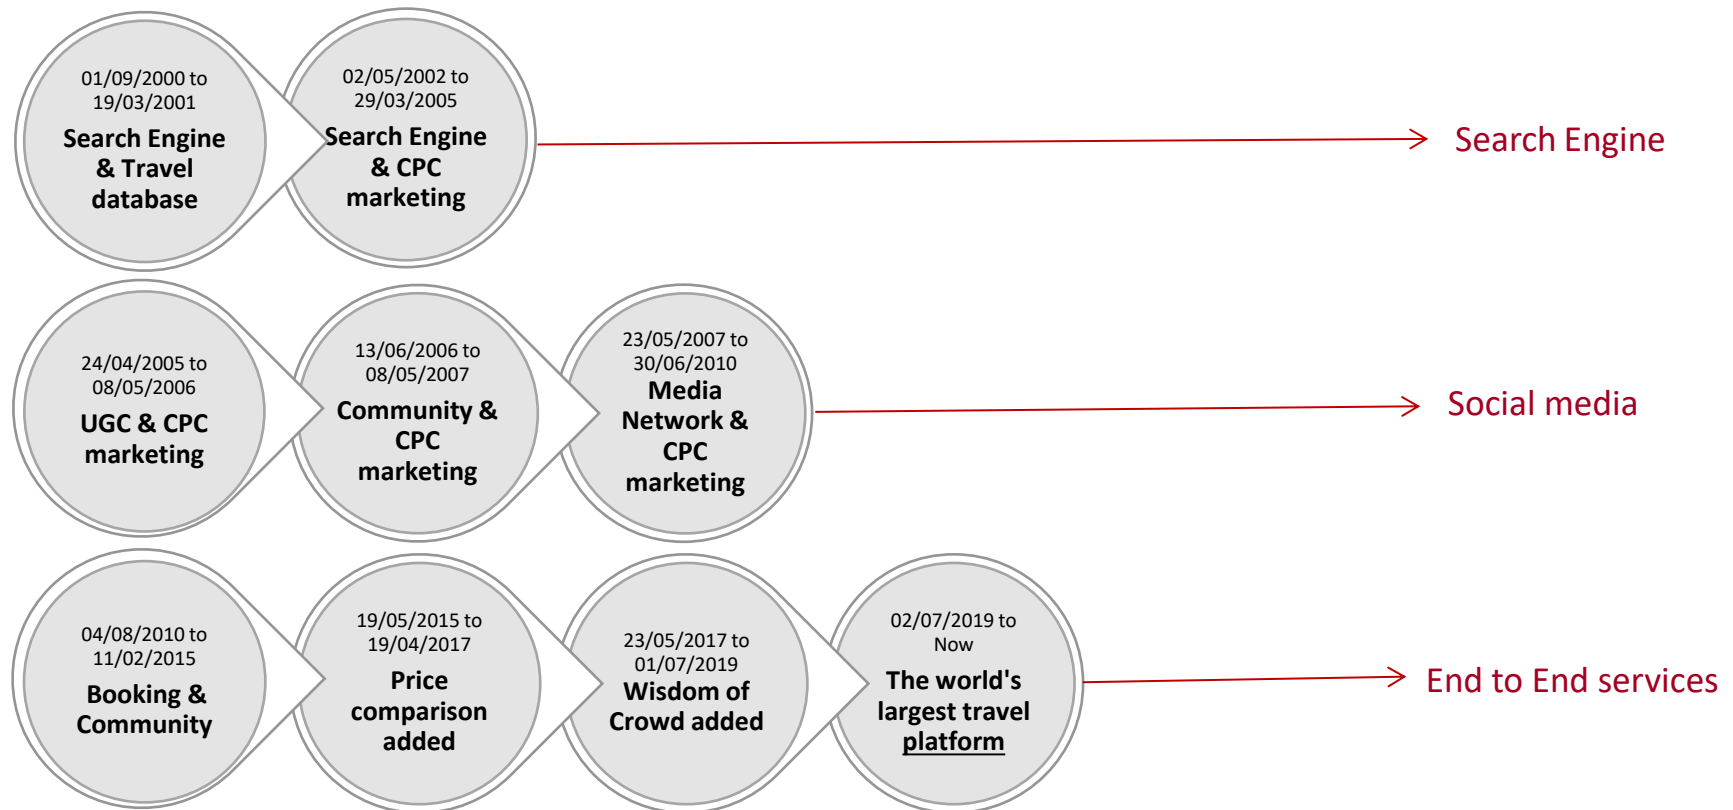 01/09/2000 to
19/03/2001
Search Engine
& Travel
database
02/05/2002 to
29/03/2005
Search Engine
& CPC
marketing
Search Engine
24/04/2005 to
08/05/2006
UGC & CPC
marketing
13/06/2006 to
08/05/2007
Community &
CPC
marketing
23/05/2007 to
30/06/2010
Media
Network &
CPC
marketing
Social media
04/08/2010 to
11/02/2015
Booking &
Community
19/05/2015 to
19/04/2017
Price
comparison
added
23/05/2017 to
01/07/2019
Wisdom of
Crowd added
02/07/2019 to
Now
The world's
largest travel
platform
End to End services